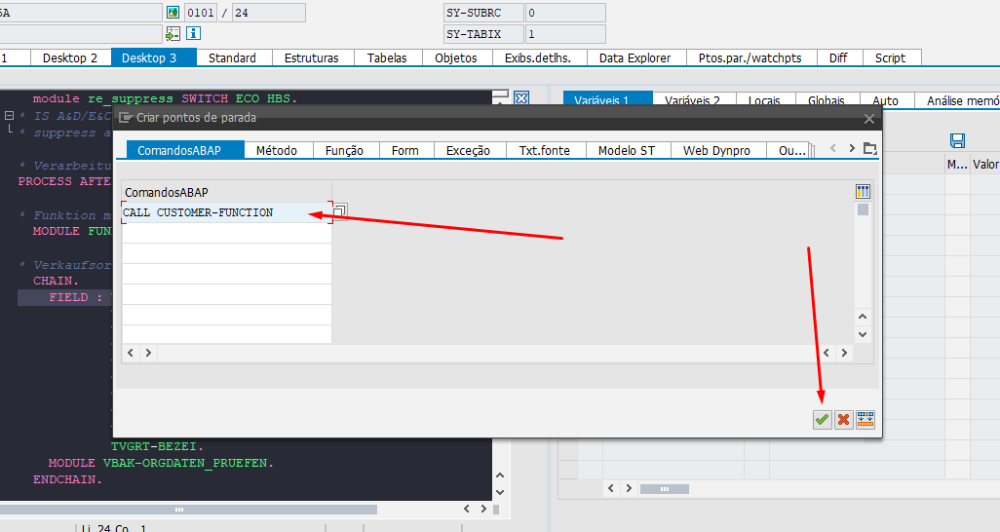 5A 0101 / 24 SY-SUBRC 0
SY-TABIX 1
1 Desktop 2 Desktop 3 Standard Estruturas Tabelas Objetos Exibs.detlhs. Data Explorer Ptos.par./watchpts Diff Script
module re_suppress SWITCH ECO HBS.
Variáveis 1 Variáveis 2 Locais Globais Auto Análise memó
* IS A&D/E&C
Criar pontos de parada
* suppress a
ComandosABAP Método Função Form Exceção Txt.fonte Modelo ST Web Dynpro Ou...
* Verarbeitu
M... Valor
PROCESS AFTE
ComandosABAP
* Funktion m
CALL CUSTOMER-FUNCTION
MODULE FUN
* Verkaufsor
CHAIN.
FIELD :
TVGRT-BEZEI.
MODULE VBAK-ORGDATEN_PRUEFEN.
ENDCHAIN.
Li. 24 Co. 1